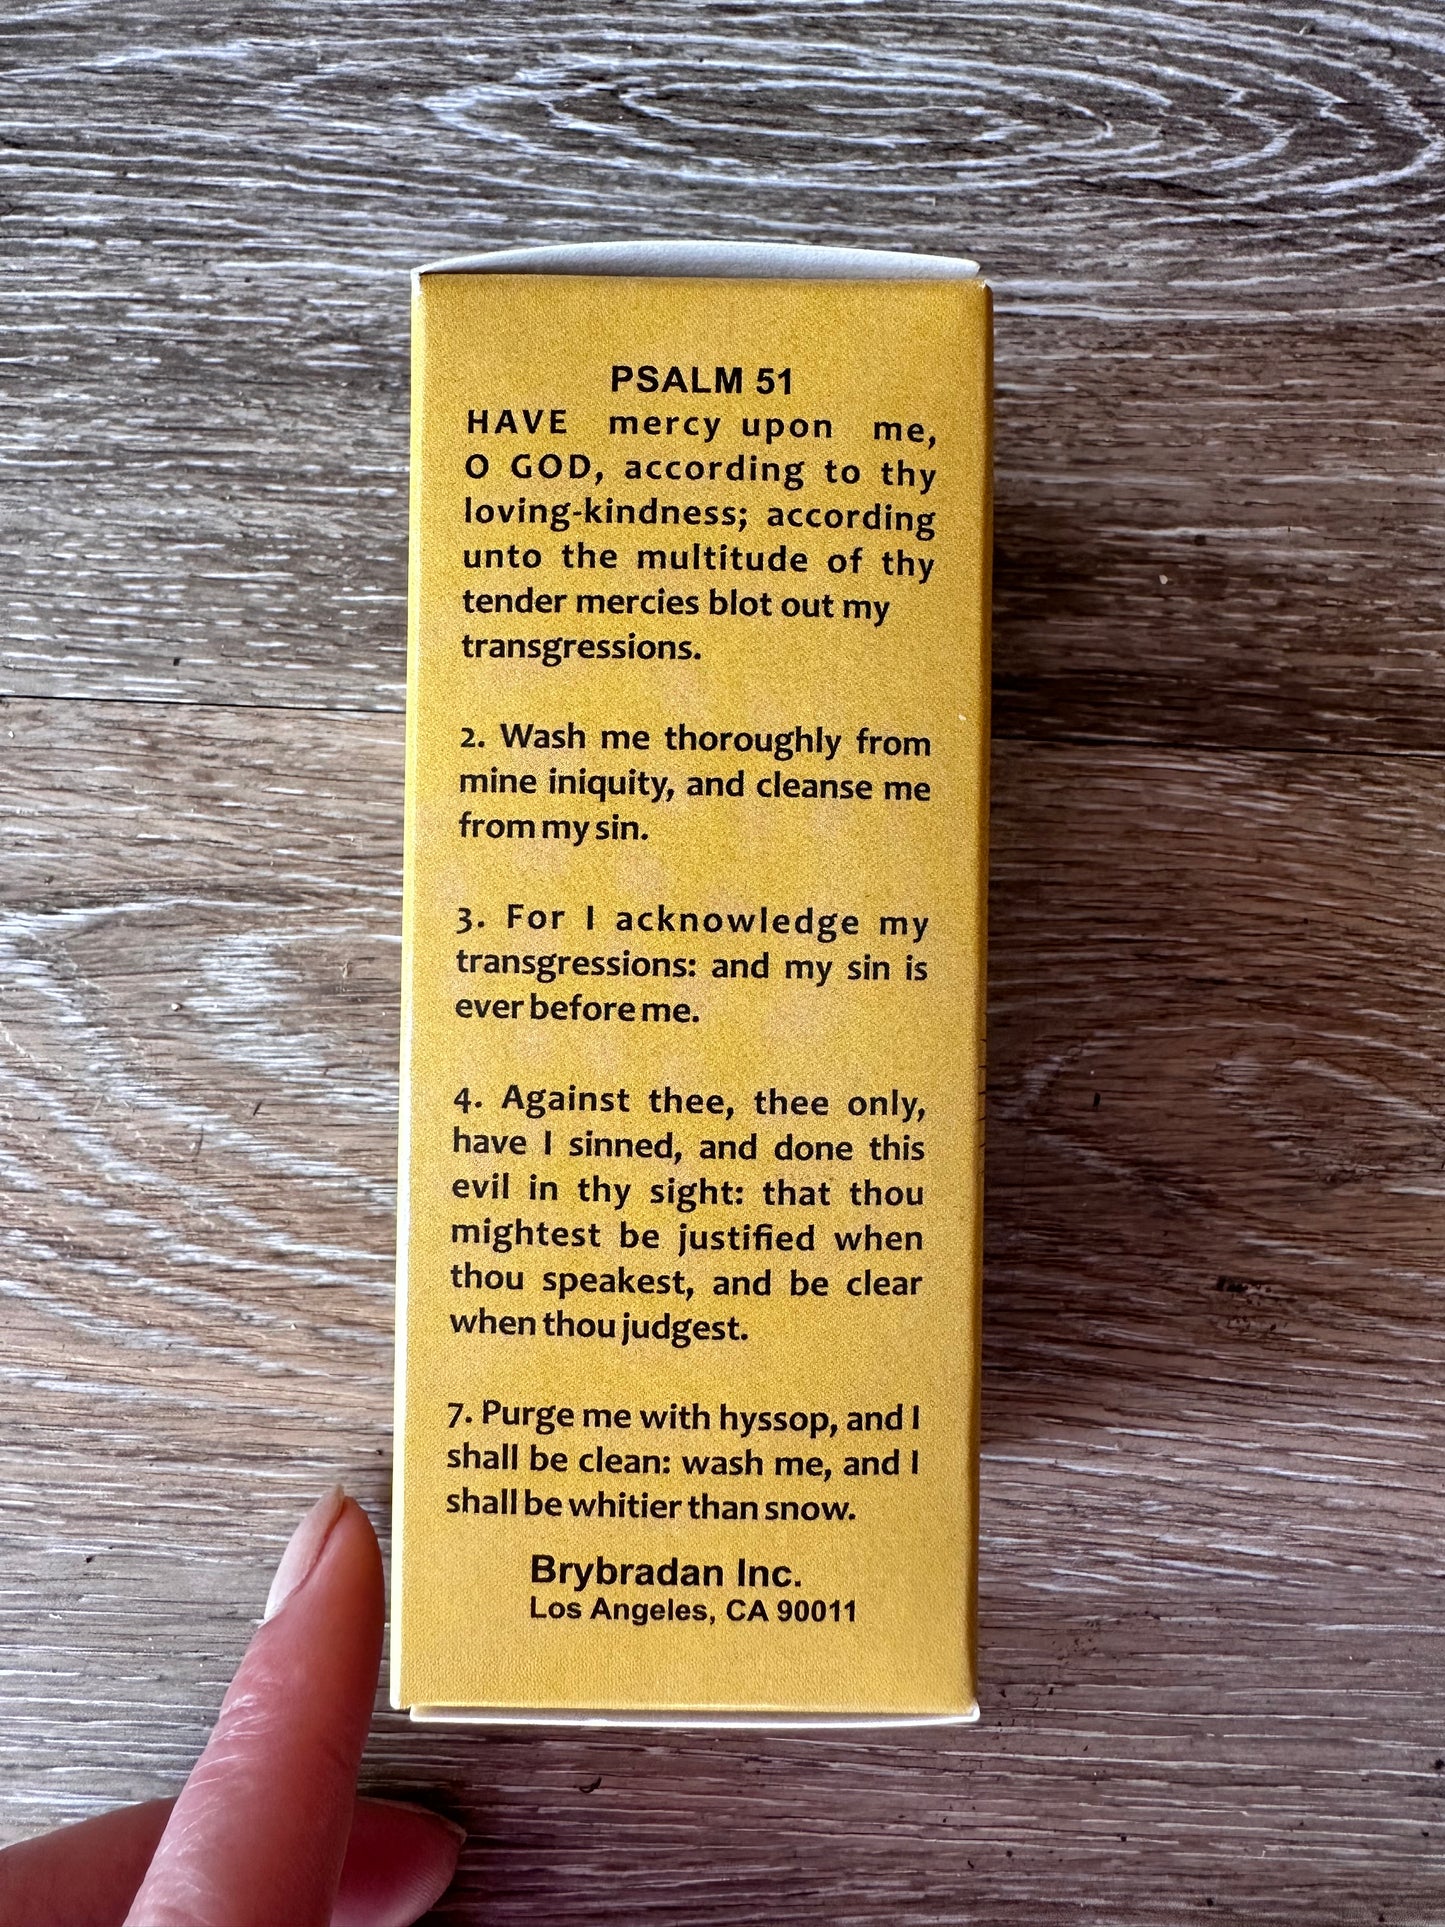 PSALM 51
HAVE mercy upon me,
O GOD, according to thy
loving-kindness; according
unto the multitude of thy
tender mercies blot out my
transgressions.
2. Wash me thoroughly from
mine iniquity, and cleanse me
from my sin.
3. For I acknowledge my
transgressions: and my sin is
ever before me.
4. Against thee, thee only,
have I sinned, and done this
evil in thy sight: that thou
mightest be justified when
thou speakest, and be clear
when thou judgest.
7. Purge me with hyssop, and I
shall be clean: wash me, and I
shall be whitier than snow.
Brybradan Inc.
Los Angeles, CA 90011